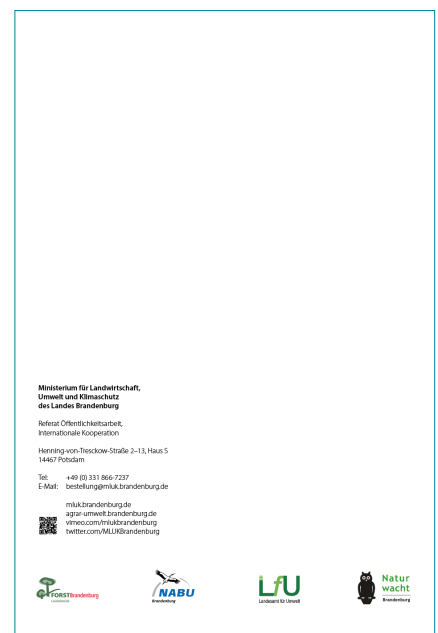 Ministerium für Landwirtschaft,
Umwelt und Klimaschutz
des Landes Brandenburg
Referat Öffentlichkeitsarbeit,
Internationale Kooperation
Henning-von-Tresckow-Straße 2–13, Haus 5
14467 Potsdam
Tel: +49 (0) 331 866-7237
E-Mail: bestellung@mluk.brandenburg.de
mluk.brandenburg.de
agrar-umwelt.brandenburg.de
vimeo.com/mlukbrandenburg
twitter.com/MLUKBrandenburg
FORSTBrandenburg
NABU
Brandenburg
LfU
Landesamt für Umwelt
Natur
wacht
Brandenburg